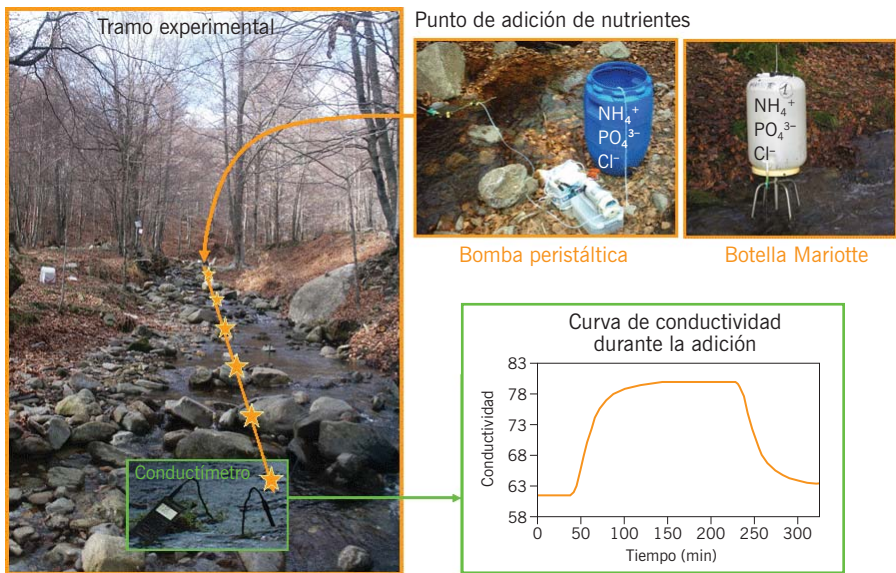 Tramo experimental
Punto de adición de nutrientes
NH₄⁺
PO₄³⁻
Cl⁻
1
NH₄⁺
PO₄³⁻
Cl⁻
Bomba peristáltica
Botella Mariotte
Conductímetro
Curva de conductividad
durante la adición
Conductividad
83
78
73
68
63
58
0
50
100
150
200
250
300
Tiempo (min)